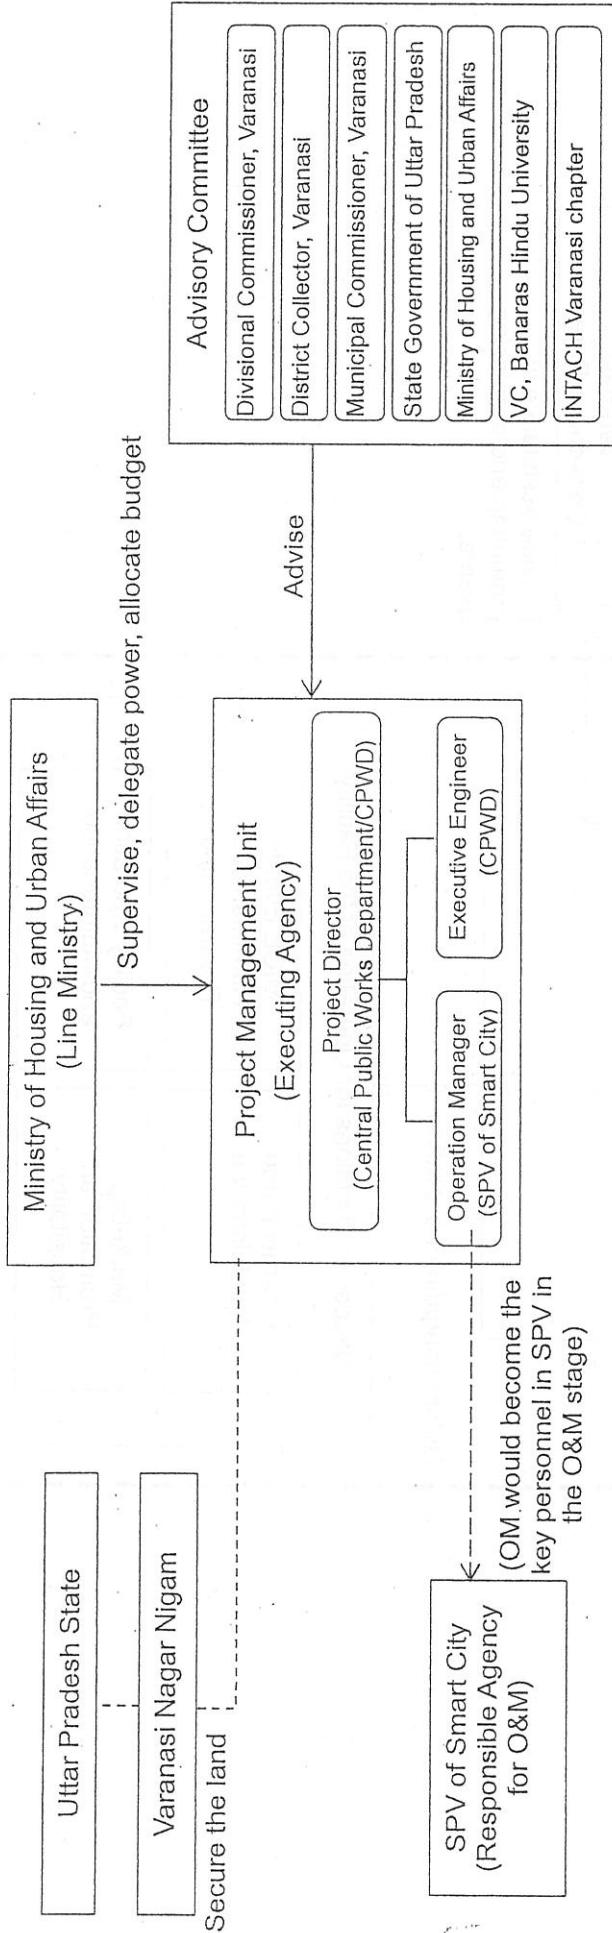 Uttar Pradesh State
Varanasi Nagar Nigam
Secure the land
Ministry of Housing and Urban Affairs
(Line Ministry)
Supervise, delegate power, allocate budget
Project Management Unit
(Executing Agency)
Project Director
(Central Public Works Department/CPWD)
Operation Manager
(SPV of Smart City)
Executive Engineer
(CPWD)
SPV of Smart City
(Responsible Agency
for O&M)
(OM would become the
key personnel in SPV in
the O&M stage)
Advise
Advisory Committee
Divisional Commissioner, Varanasi
District Collector, Varanasi
Municipal Commissioner, Varanasi
State Government of Uttar Pradesh
Ministry of Housing and Urban Affairs
VC, Banaras Hindu University
INTACH Varanasi chapter